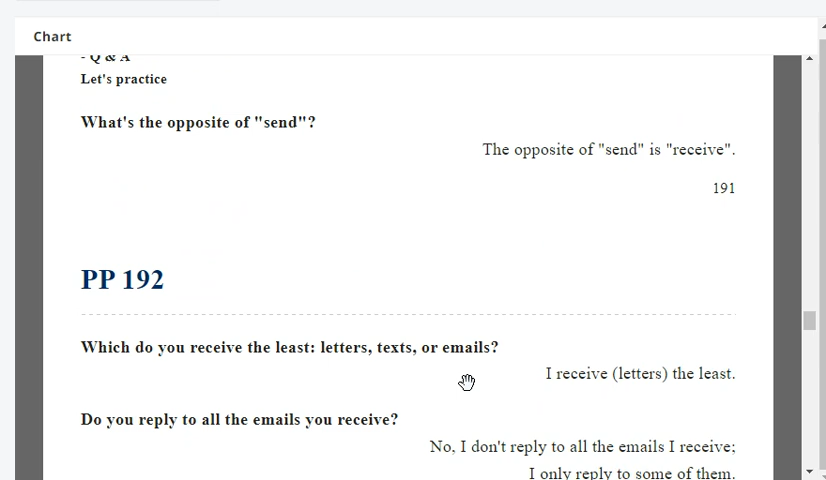 Chart
- Q & A
Let's practice
What's the opposite of "send"?
The opposite of "send" is "receive".
191
PP 192
Which do you receive the least: letters, texts, or emails?
I receive (letters) the least.
Do you reply to all the emails you receive?
No, I don't reply to all the emails I receive;
I only reply to some of them.